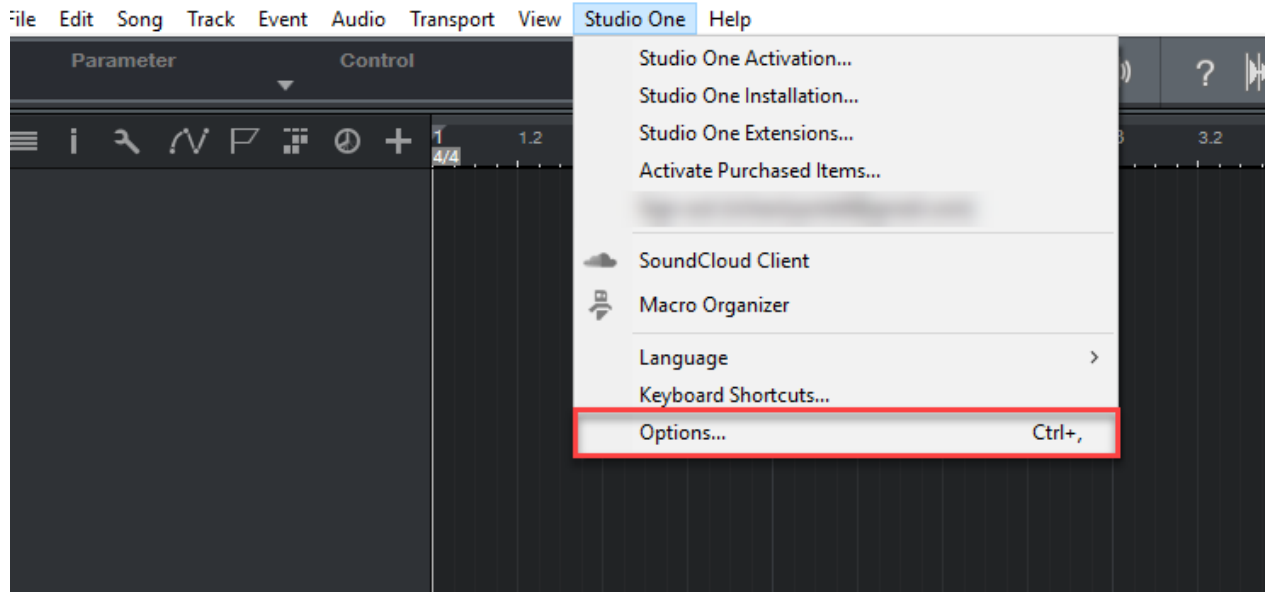 File Edit Song Track Event Audio Transport View Studio One Help
Parameter Control
?
i
1 1.2 3 3.2
4/4
Studio One Activation...
Studio One Installation...
Studio One Extensions...
Activate Purchased Items...
SoundCloud Client
Macro Organizer
Language
Keyboard Shortcuts...
Options... Ctrl+,